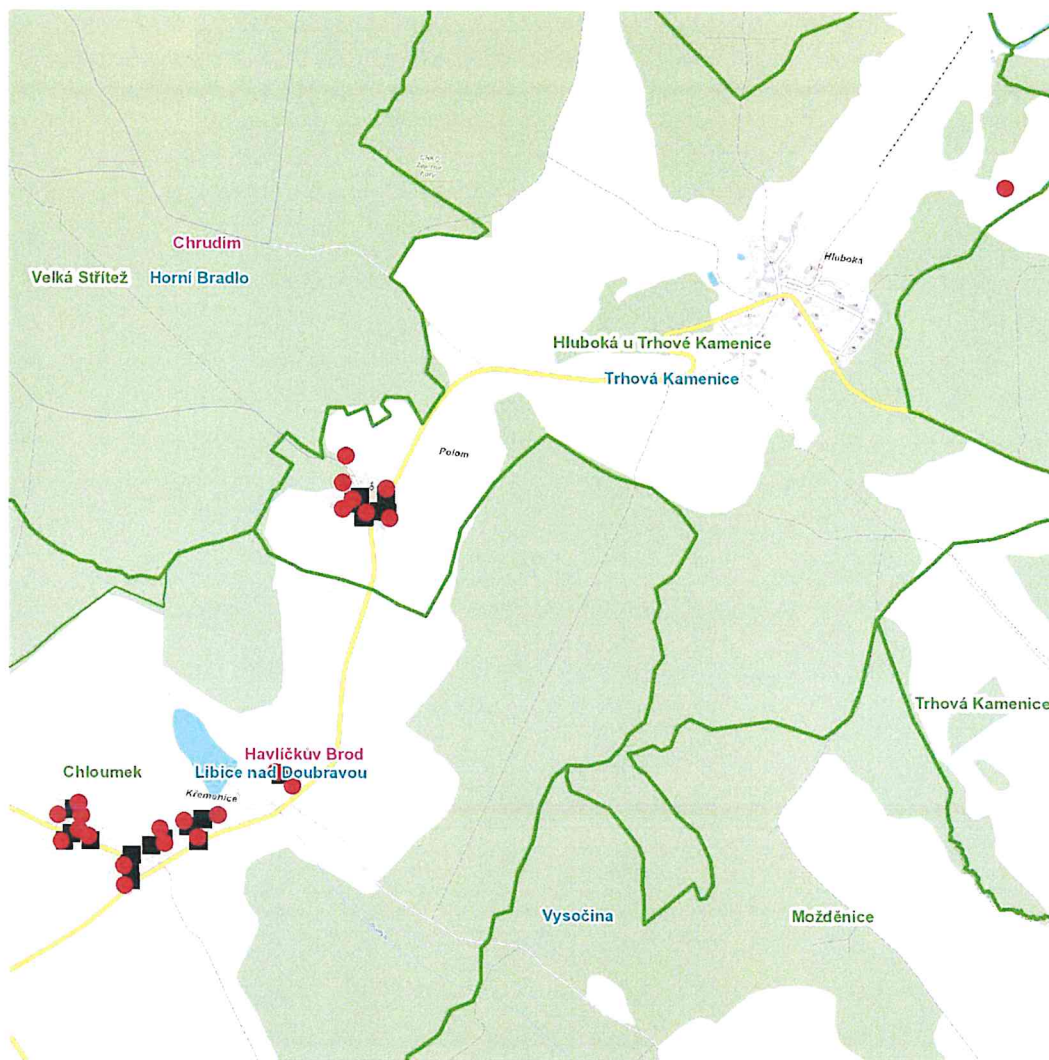 Chrudim
Velká Střítež
Horní Bradlo
Hluboká
Hluboká u Trhové Kamenice
Trhová Kamenice
Polom
Trhová Kamenice
Havlíčkův Brod
Chloumek
Libice nad Doubravou
Křemenice
Vysočina
Možděnice